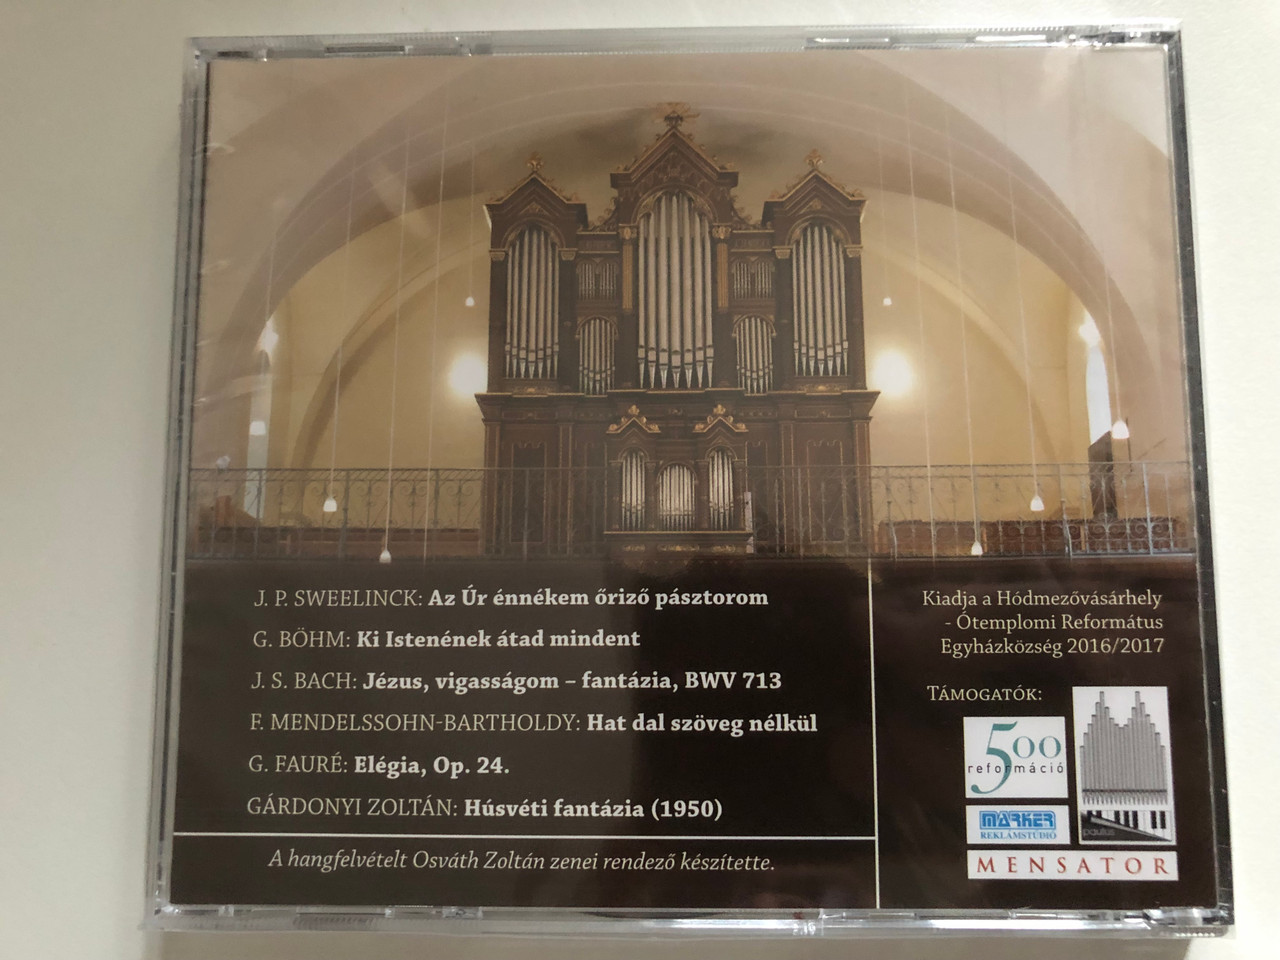 J. P. SWEELINCK: Az Úr énnékem őriző pásztorom
G. BÖHM: Ki Istenének átad mindent
J. S. BACH: Jézus, vigasságom – fantázia, BWV 713
F. MENDELSSOHN-BARTHOLDY: Hat dal szöveg nélkül
G. FAURÉ: Elégia, Op. 24.
GÁRDONYI ZOLTÁN: Húsvéti fantázia (1950)
A hangfelvételt Osváth Zoltán zenei rendező készítette.
Kiadja a Hódmezővásárhely
- Ótemplomi Református
Egyházközség 2016/2017
TÁMOGATÓK:
500
reformáció
MARKER
REKLÁMSTÚDIÓ
paulus
MENSATOR